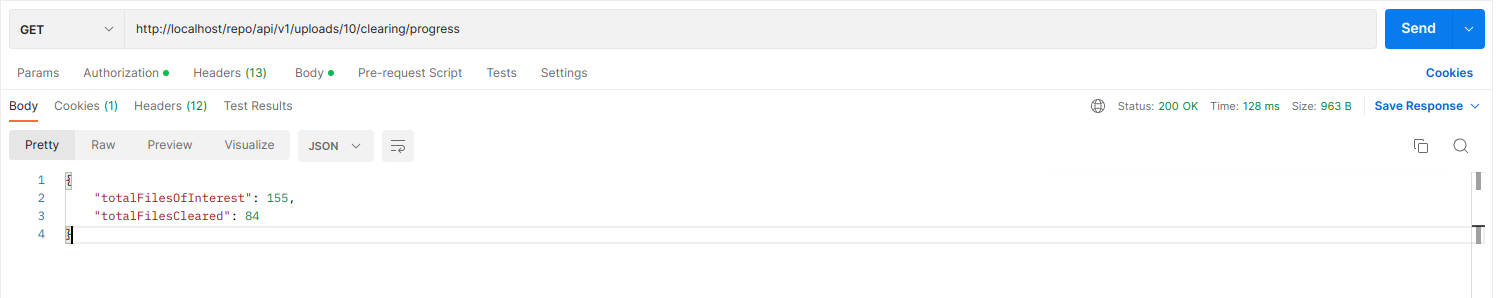 GET http://localhost/repo/api/v1/uploads/10/clearing/progress Send
Params Authorization Headers (13) Body Pre-request Script Tests Settings Cookies
Body Cookies (1) Headers (12) Test Results Status: 200 OK Time: 128 ms Size: 963 B Save Response
Pretty Raw Preview Visualize JSON
1 {
2 "totalFilesOfInterest": 155,
3 "totalFilesCleared": 84
4 }